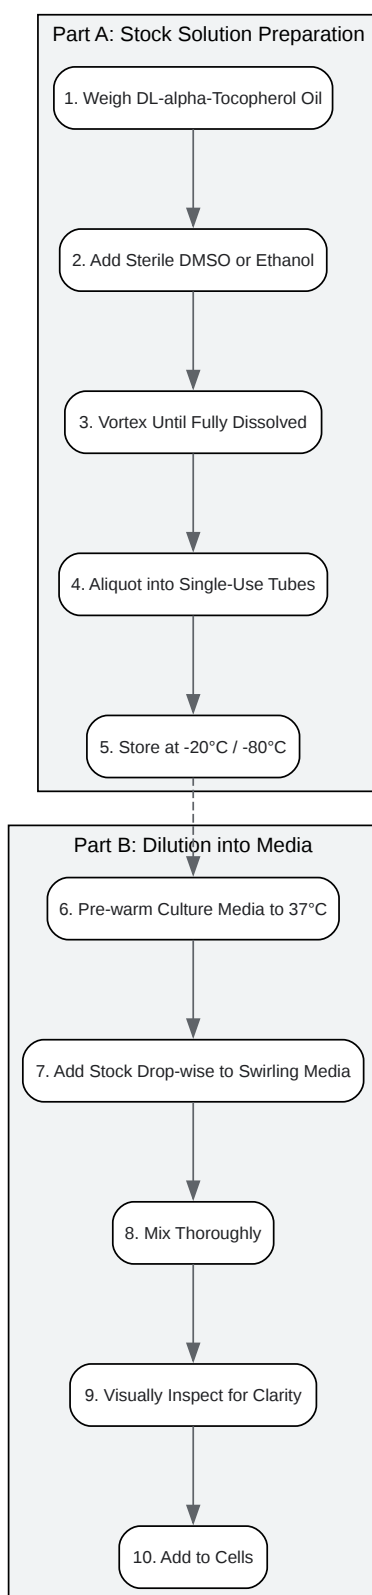 Part A: Stock Solution Preparation
1. Weigh DL-alpha-Tocopherol Oil
2. Add Sterile DMSO or Ethanol
3. Vortex Until Fully Dissolved
4. Aliquot into Single-Use Tubes
5. Store at -20°C / -80°C
Part B: Dilution into Media
6. Pre-warm Culture Media to 37°C
7. Add Stock Drop-wise to Swirling Media
8. Mix Thoroughly
9. Visually Inspect for Clarity
10. Add to Cells